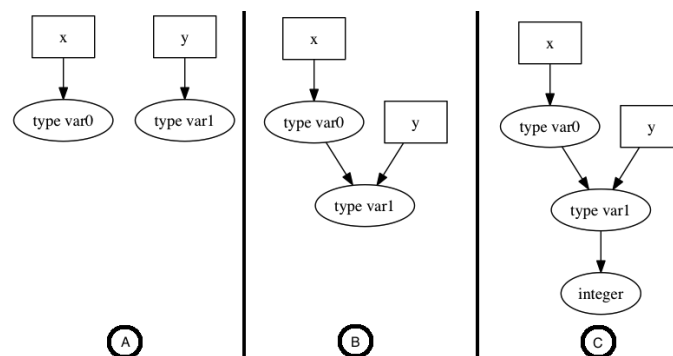 x
y
type var0
type var1
A
x
y
type var0
type var1
B
x
y
type var0
type var1
integer
C